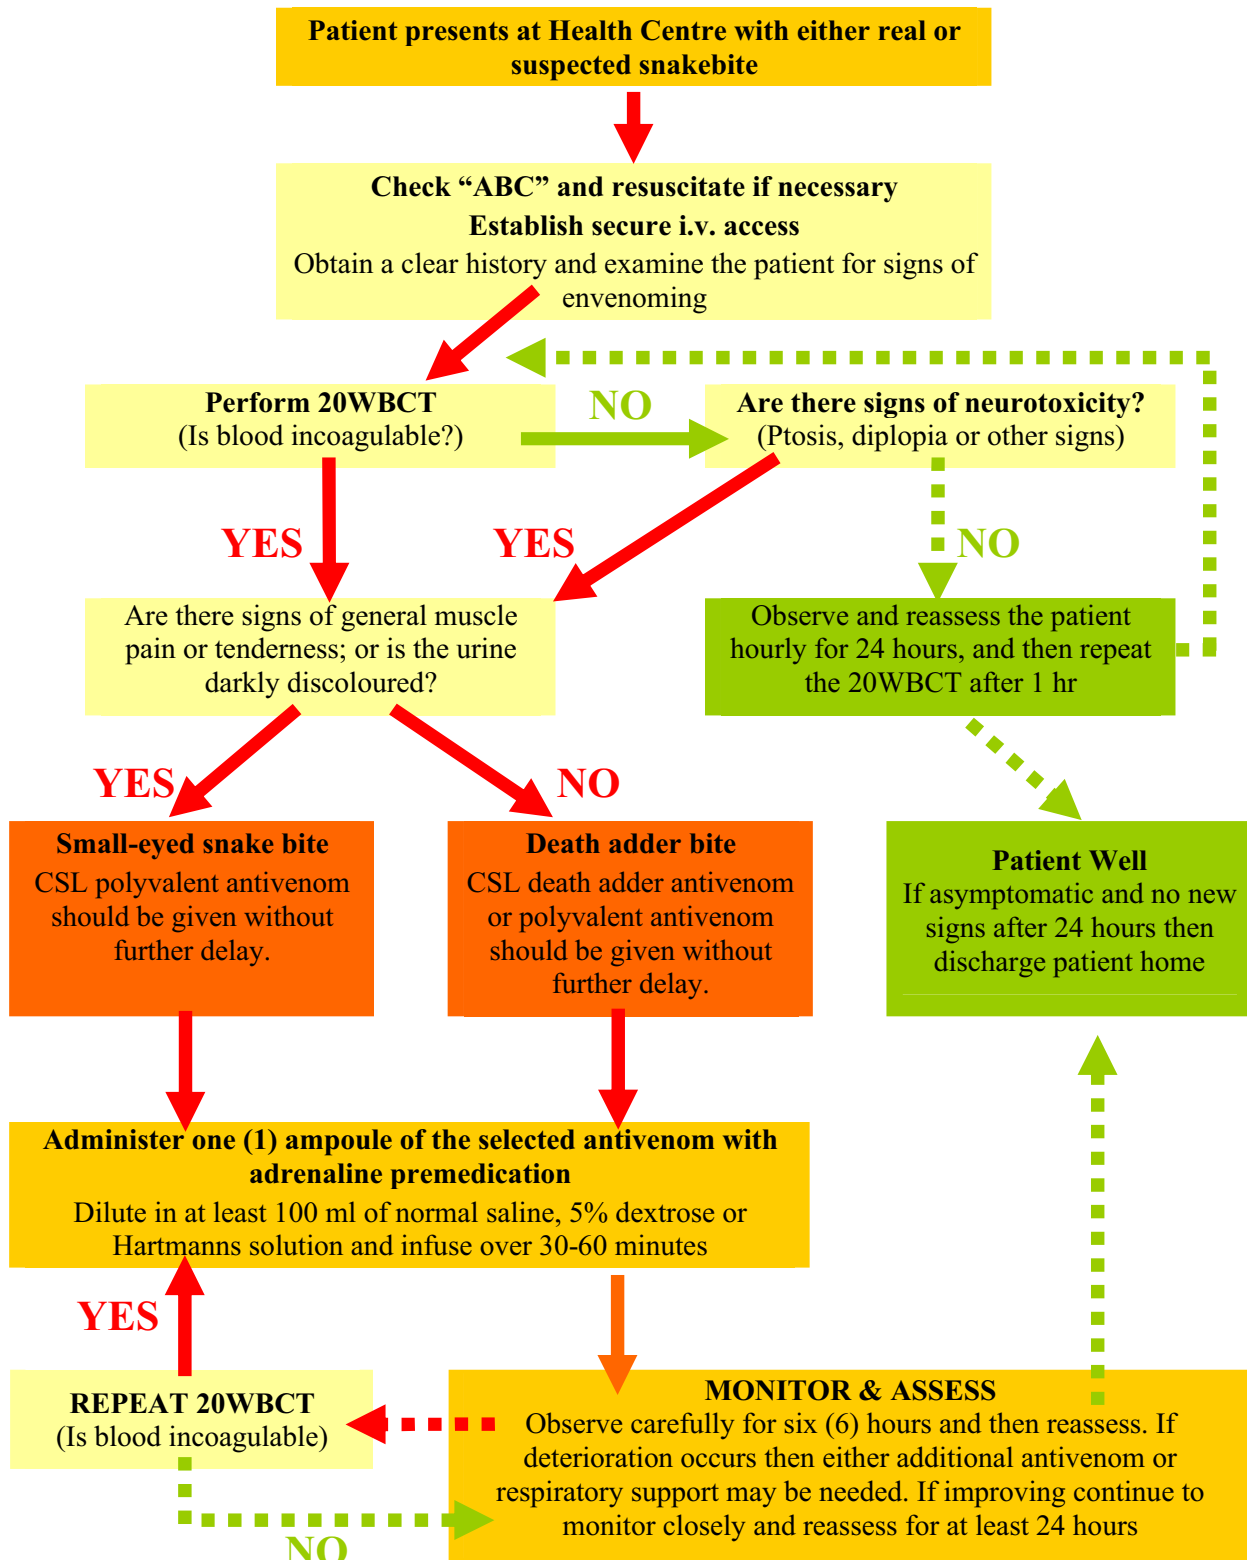 Patient presents at Health Centre with either real or
suspected snakebite
Check “ABC” and resuscitate if necessary
Establish secure i.v. access
Obtain a clear history and examine the patient for signs of
envenoming
Perform 20WBCT
(Is blood incoagulable?)
NO
Are there signs of neurotoxicity?
(Ptosis, diplopia or other signs)
YES
YES
NO
Are there signs of general muscle
pain or tenderness; or is the urine
darkly discoloured?
Observe and reassess the patient
hourly for 24 hours, and then repeat
the 20WBCT after 1 hr
YES
NO
Small-eyed snake bite
CSL polyvalent antivenom
should be given without
further delay.
Death adder bite
CSL death adder antivenom
or polyvalent antivenom
should be given without
further delay.
Patient Well
If asymptomatic and no new
signs after 24 hours then
discharge patient home
Administer one (1) ampoule of the selected antivenom with
adrenaline premedication
Dilute in at least 100 ml of normal saline, 5% dextrose or
Hartmanns solution and infuse over 30-60 minutes
YES
REPEAT 20WBCT
(Is blood incoagulable)
MONITOR & ASSESS
Observe carefully for six (6) hours and then reassess. If
deterioration occurs then either additional antivenom or
respiratory support may be needed. If improving continue to
monitor closely and reassess for at least 24 hours
NO